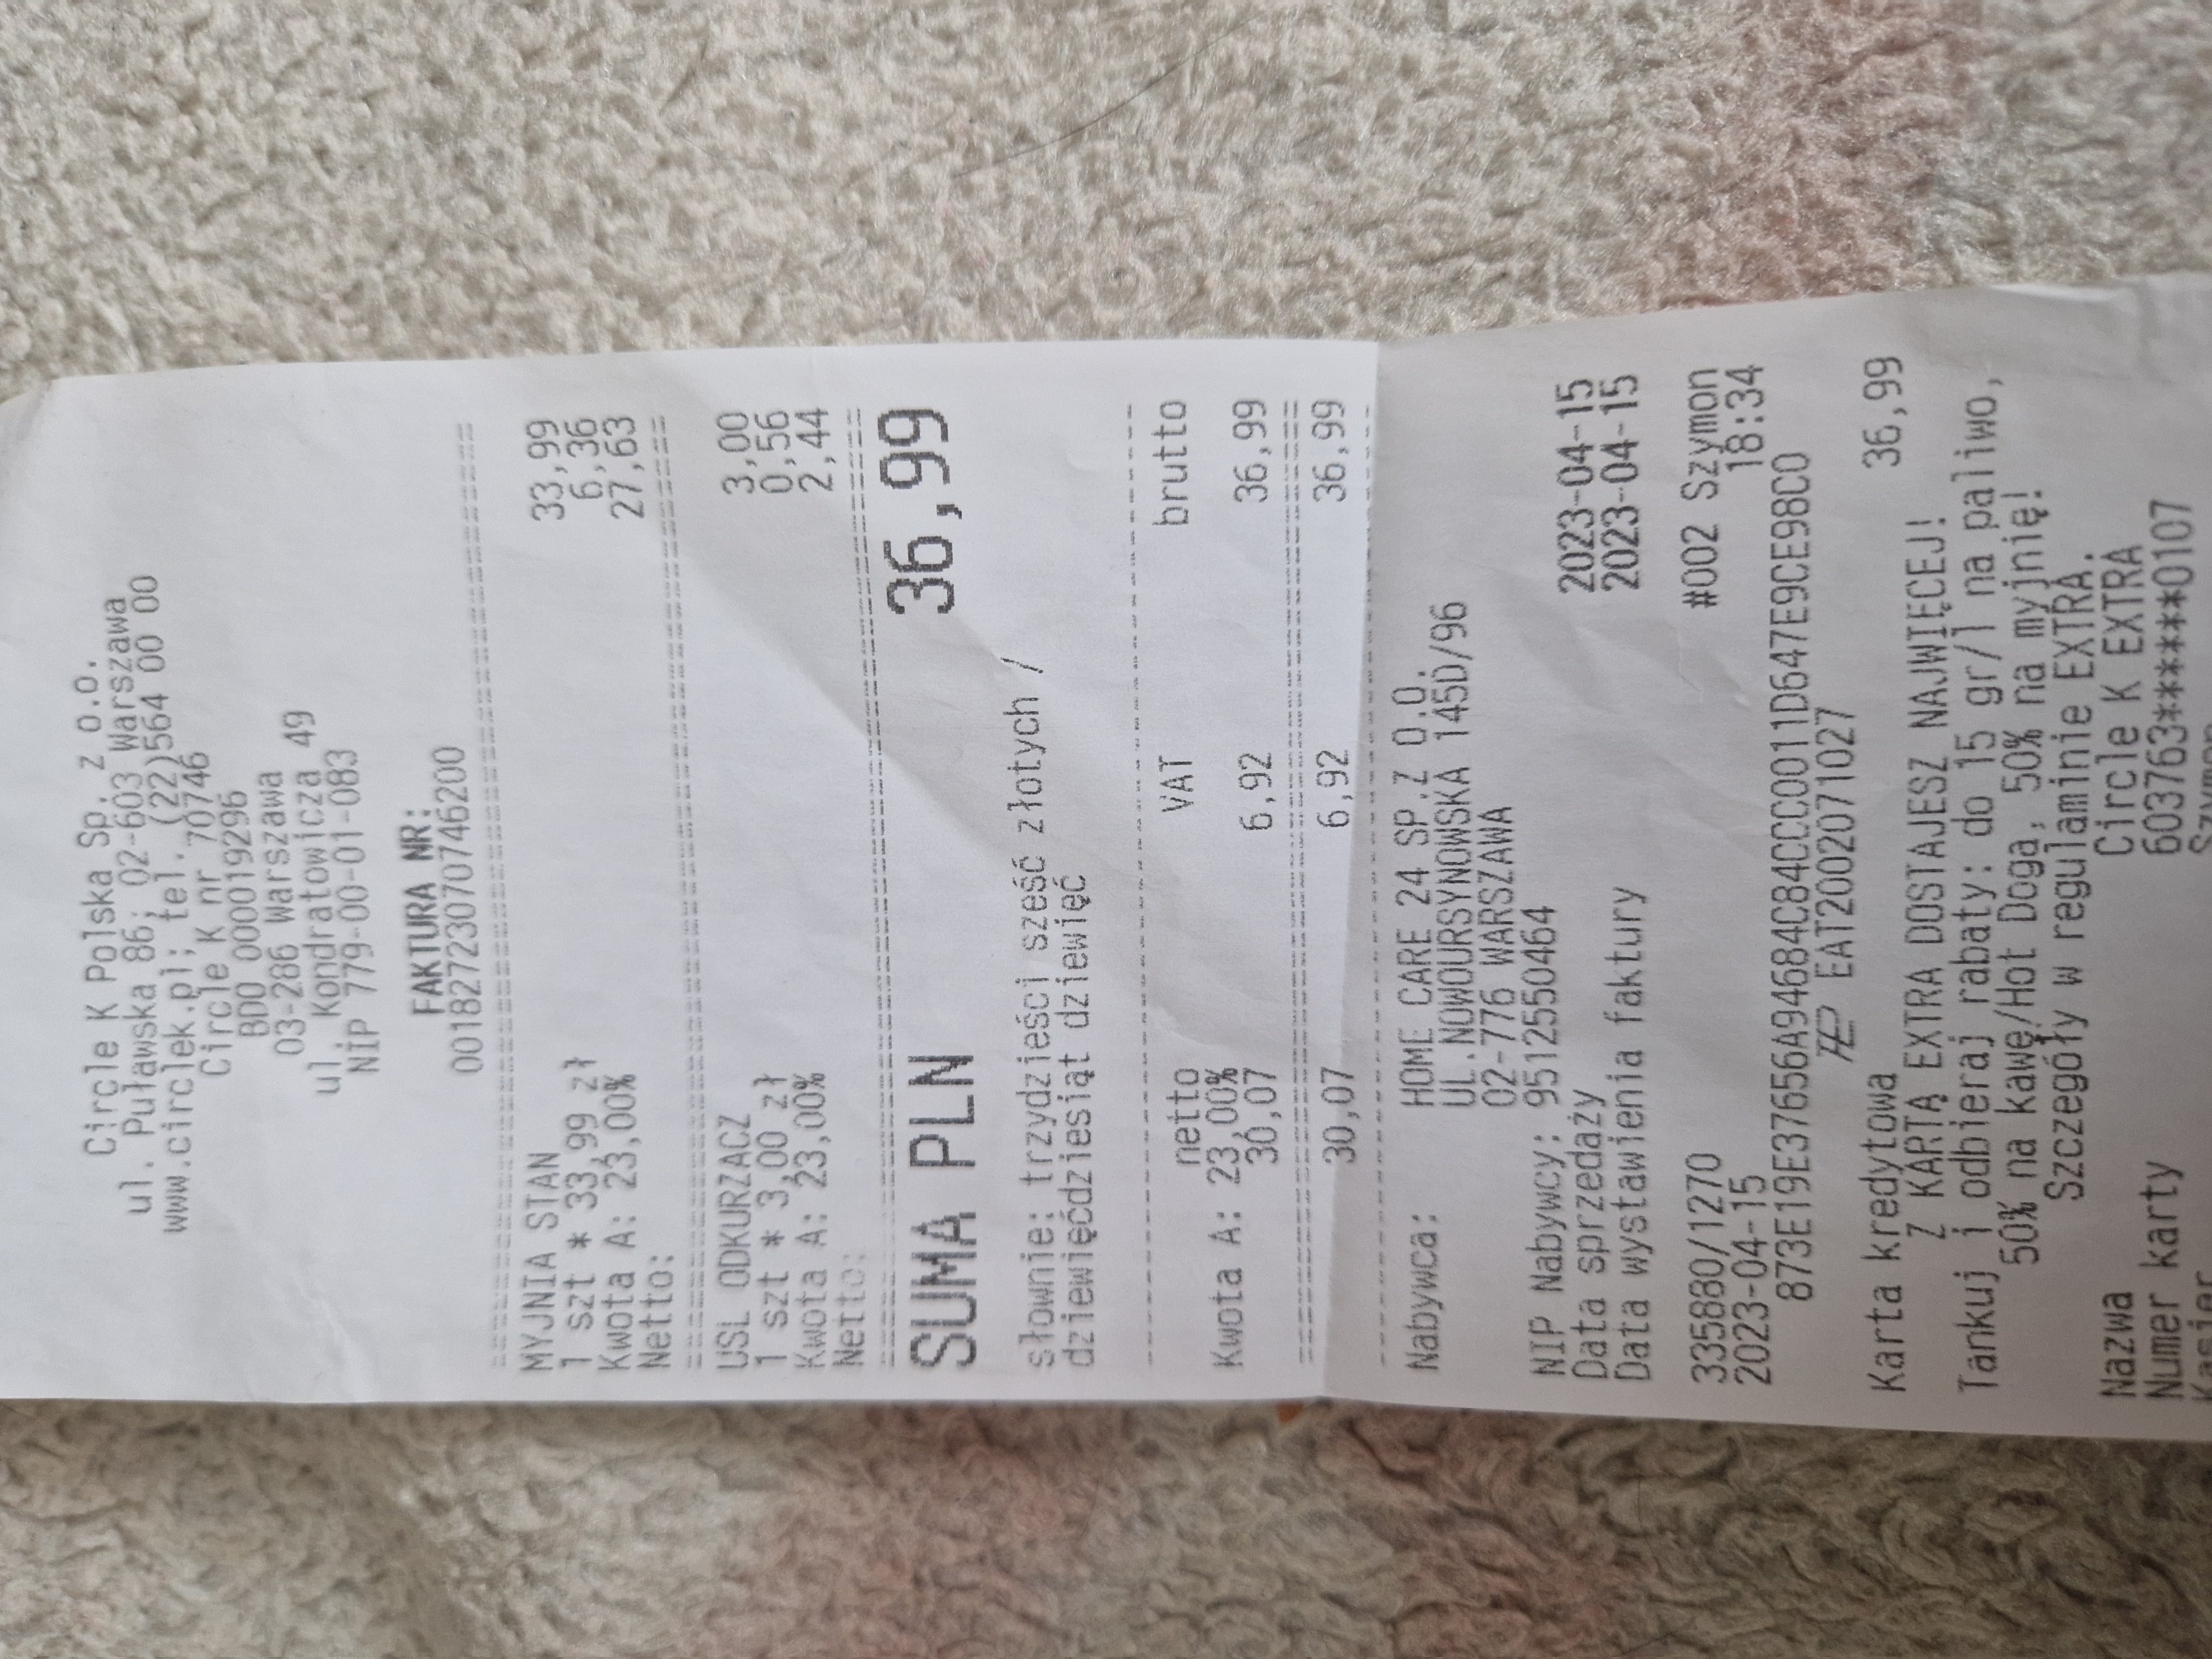 Circle K Polska Sp. z o.o.
ul. Puławska 86; 02-603 Warszawa
www.circlek.pl; tel. (22)564 00 00
Circle K nr 70746
BDO 000019296
03-286 Warszawa
ul. Kondratowicza 49
NIP 779-00-01-083
FAKTURA NR:
00182723070746200
MYJNIA STAN
1 szt * 33,99 zł 33,99
Kwota A: 23,00% 6,36
Netto: 27,63
USL ODKURZACZ
1 szt * 3,00 zł 3,00
Kwota A: 23,00% 0,56
Netto: 2,44
SUMA PLN 36,99
słownie: trzydzieści sześć złotych /
dziewięćdziesiąt dziewięć
netto VAT brutto
Kwota A: 23,00%
30,07 6,92 36,99
30,07 6,92 36,99
Nabywca: HOME CARE 24 SP.Z O.O.
UL.NOWOURSYNOWSKA 145D/96
02-776 WARSZAWA
NIP Nabywcy: 9512550464
Data sprzedaży 2023-04-15
Data wystawienia faktury 2023-04-15
335880/1270 #002 Szymon
2023-04-15 18:34
873E19E37656A94684C84CCC0011D647E9CE98C0
EAT2002071027
Karta kredytowa 36,99
Z KARTĄ EXTRA DOSTAJESZ NAJWIĘCEJ!
Tankuj i odbieraj rabaty: do 15 gr/l na paliwo,
50% na kawę/Hot Doga, 50% na myjnię!
Szczegóły w regulaminie EXTRA.
Nazwa Circle K EXTRA
Numer karty 603763******0107
Kasjer Szymon